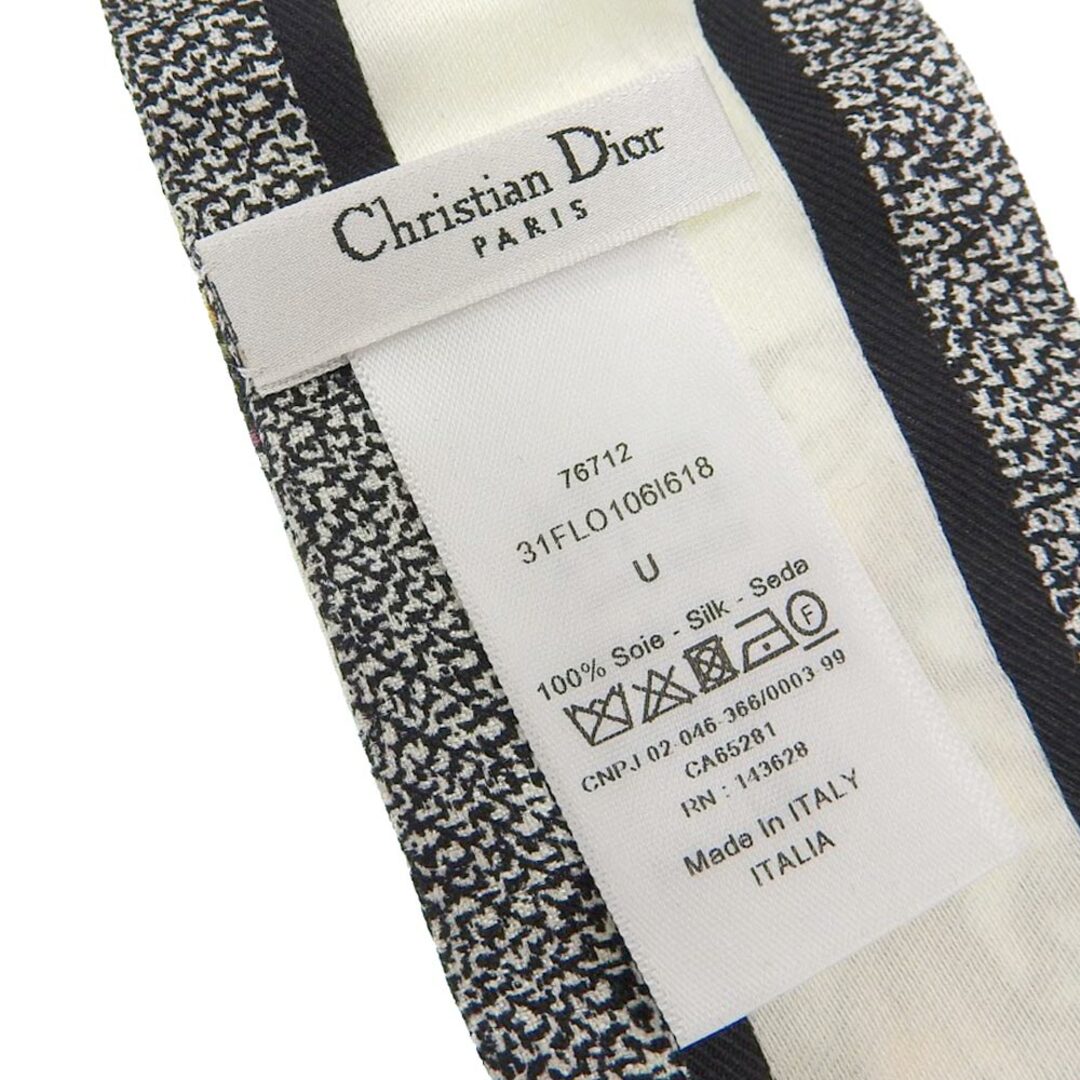 Christian Dior
PARIS
76712
31FLO106I618
U
100% Soie - Silk - Seda
F
CNPJ 02-046-366/0003-99
CA65281
RN : 143628
Made in ITALY
ITALIA